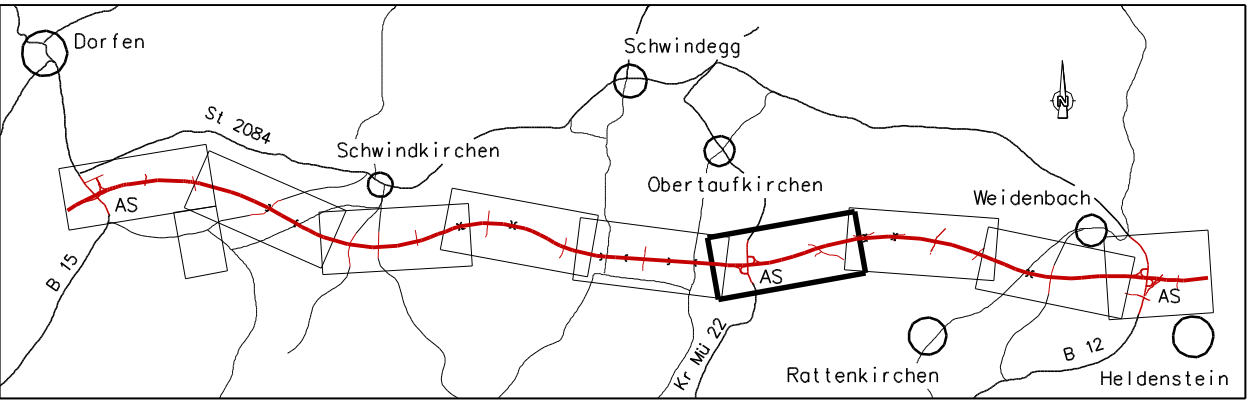 Dorfen
Schwindegg
St 2084
N
Schwindkirchen
Obertaufkirchen
Weidenbach
AS
B 15
AS
AS
Kr Mü 22
B 12
Rattenkirchen
Heldenstein